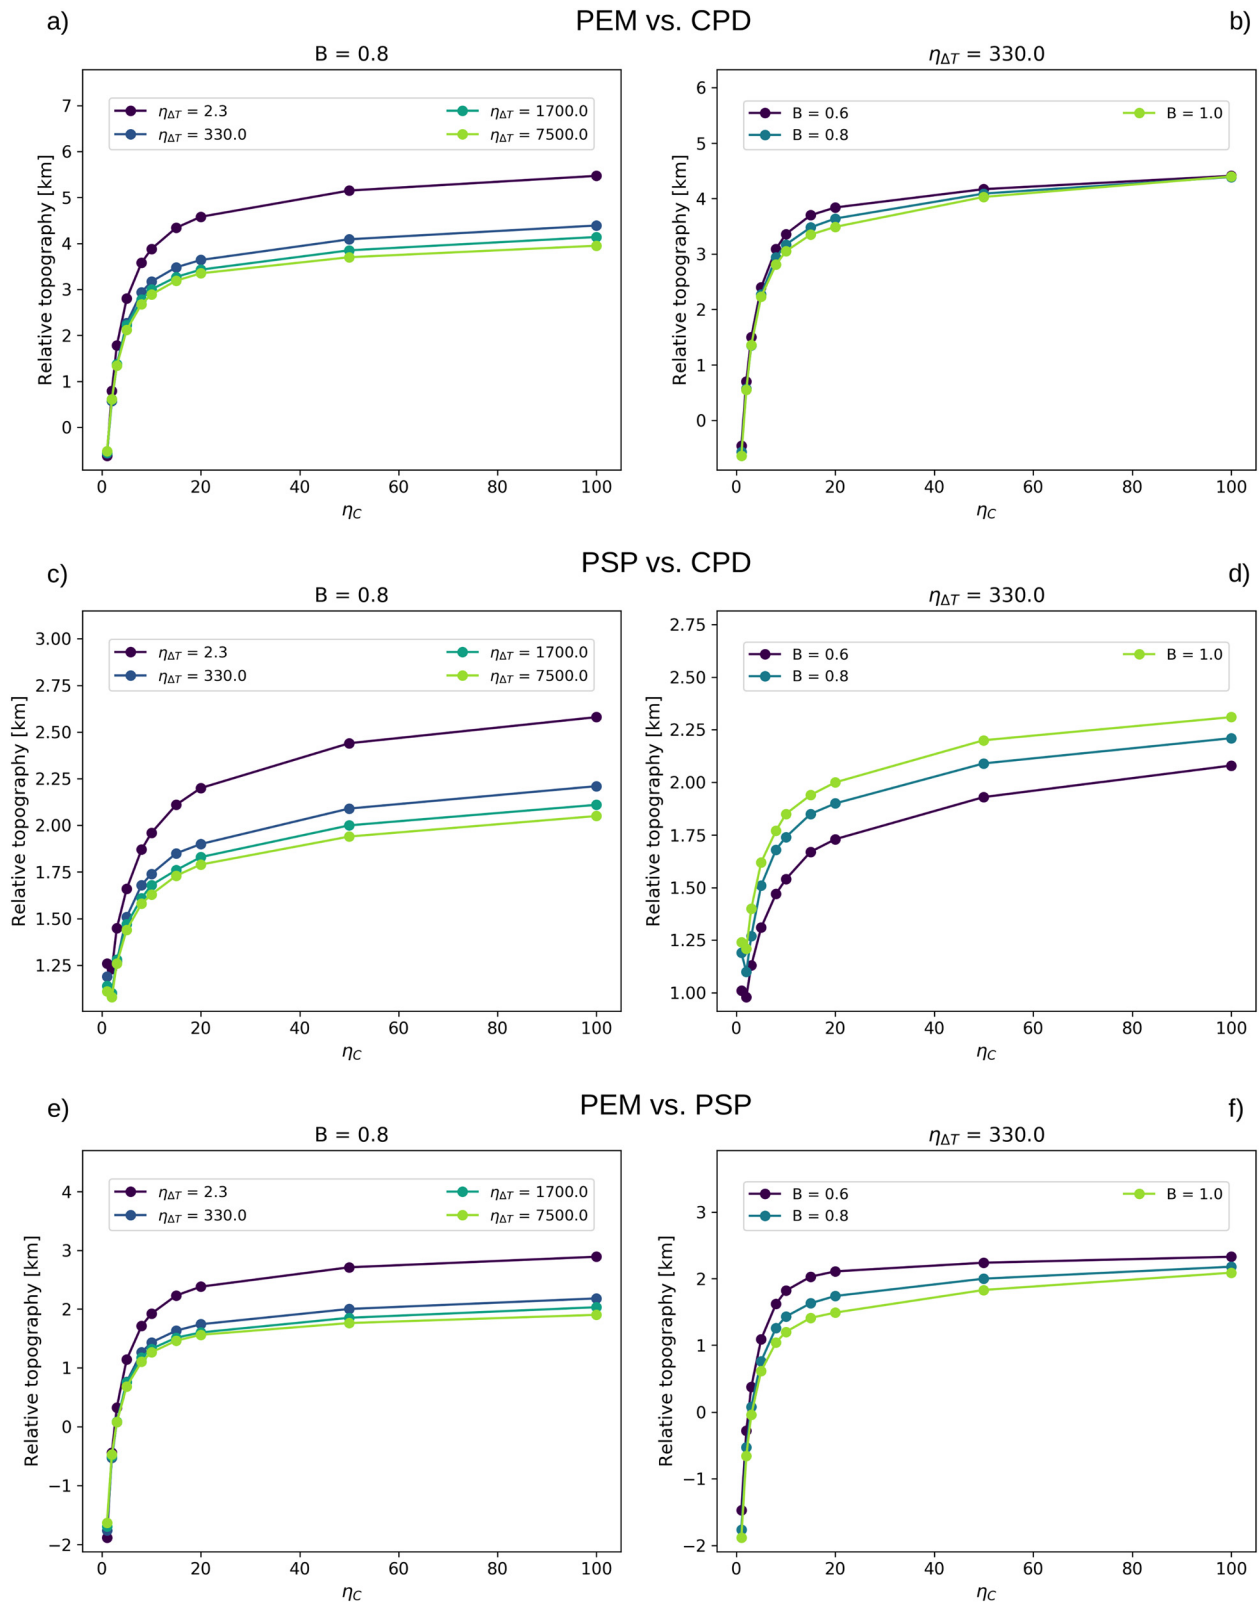 a) PEM vs. CPD b)
B = 0.8
η_ΔT = 330.0
Relative topography [km]
7
6
5
4
3
2
1
0
η_ΔT = 2.3
η_ΔT = 330.0
η_ΔT = 1700.0
η_ΔT = 7500.0
0 20 40 60 80 100
η_C
Relative topography [km]
6
5
4
3
2
1
0
B = 0.6
B = 0.8
B = 1.0
0 20 40 60 80 100
η_C
c) PSP vs. CPD d)
B = 0.8
η_ΔT = 330.0
Relative topography [km]
3.00
2.75
2.50
2.25
2.00
1.75
1.50
1.25
η_ΔT = 2.3
η_ΔT = 330.0
η_ΔT = 1700.0
η_ΔT = 7500.0
0 20 40 60 80 100
η_C
Relative topography [km]
2.75
2.50
2.25
2.00
1.75
1.50
1.25
1.00
B = 0.6
B = 0.8
B = 1.0
0 20 40 60 80 100
η_C
e) PEM vs. PSP f)
B = 0.8
η_ΔT = 330.0
Relative topography [km]
4
3
2
1
0
−1
−2
η_ΔT = 2.3
η_ΔT = 330.0
η_ΔT = 1700.0
η_ΔT = 7500.0
0 20 40 60 80 100
η_C
Relative topography [km]
3
2
1
0
−1
−2
B = 0.6
B = 0.8
B = 1.0
0 20 40 60 80 100
η_C